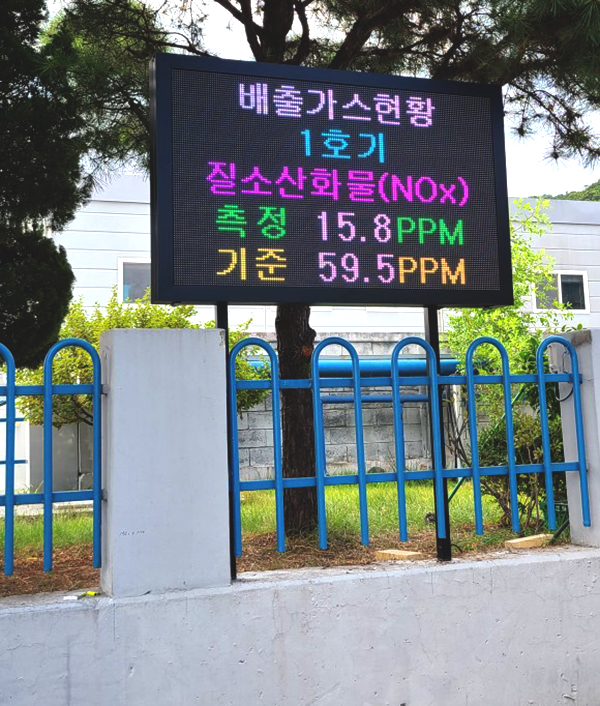 배출가스현황
1호기
질소산화물(NOx)
측정 15.8PPM
기준 59.5PPM